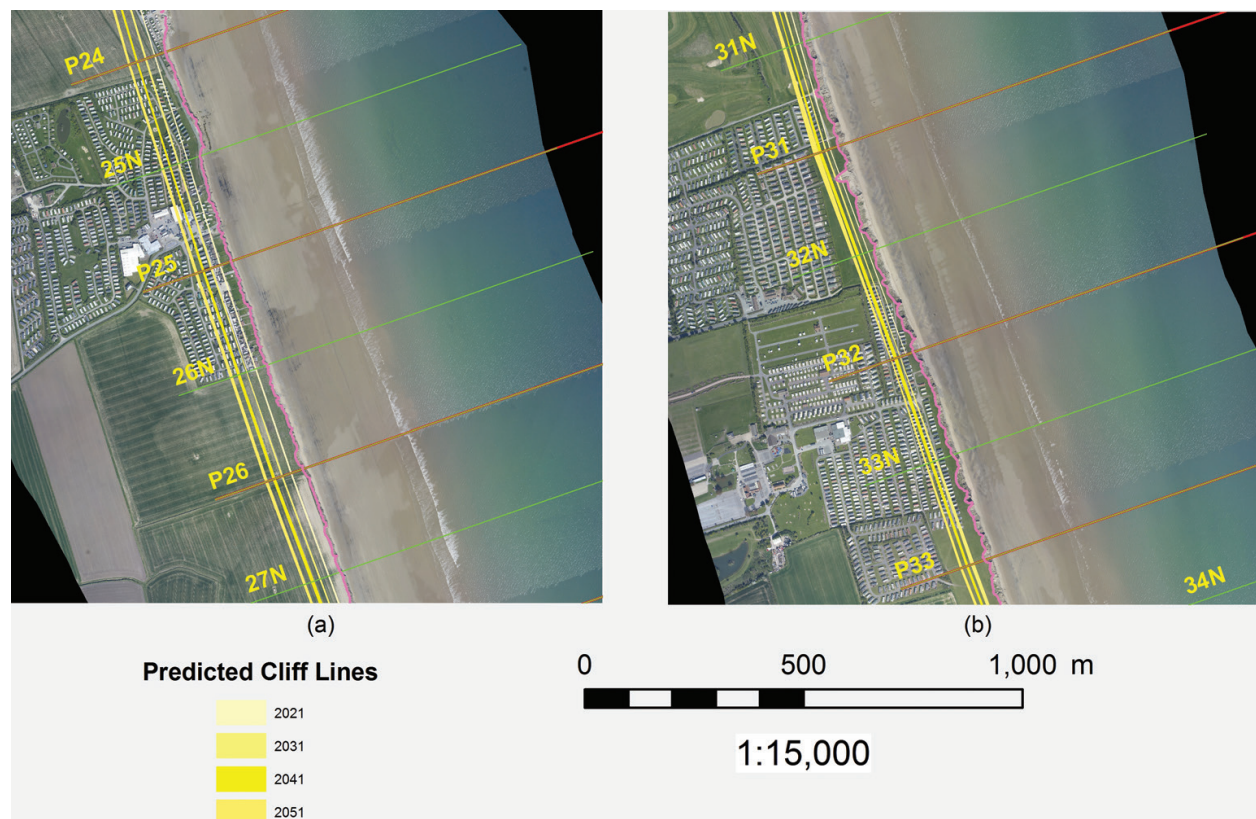 P24
25N
P25
26N
P26
27N
31N
P31
32N
P32
33N
P33
34N
(a)
(b)
Predicted Cliff Lines
2021
2031
2041
2051
0 500 1,000 m
1:15,000